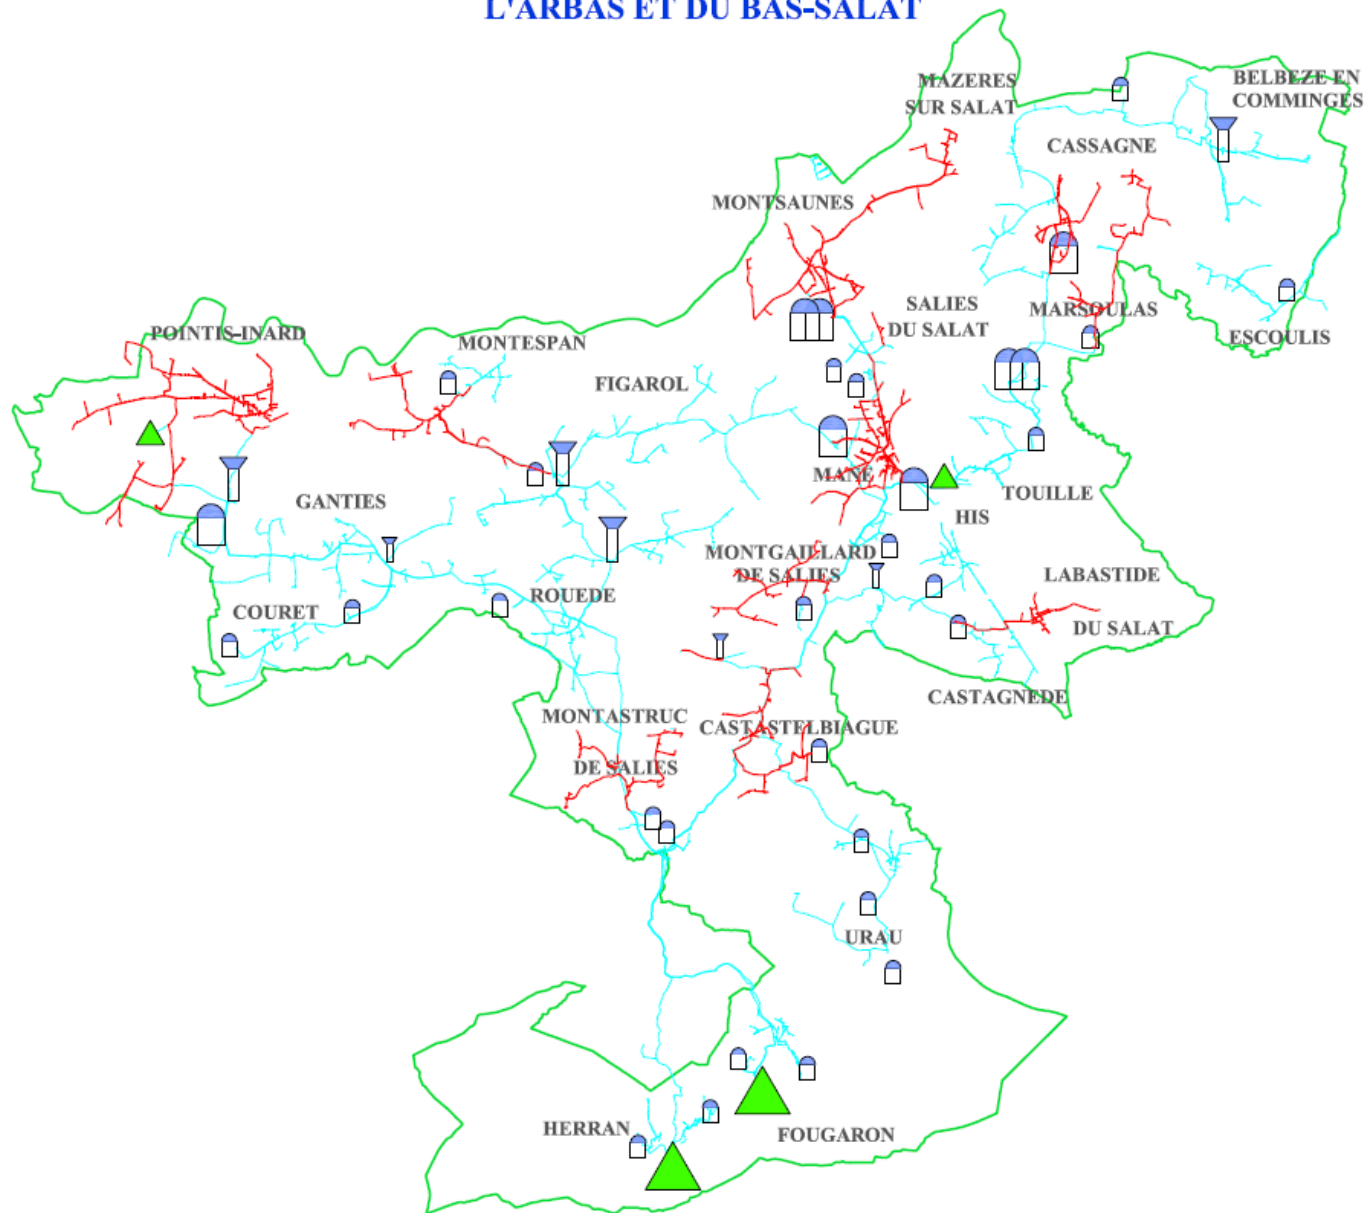 L'ARBAS ET DU BAS-SALAT
MAZERES
SUR SALAT
BELBEZE EN
COMMINGES
CASSAGNE
MONTSAUNES
SALIES
DU SALAT
MARSOULAS
ESCOULIS
POINTIS-INARD
MONTESPAN
FIGAROL
MANE
TOUILLE
HIS
GANTIES
MONTGAILLARD
DE SALIES
LABASTIDE
DU SALAT
ROUEDE
COURET
CASTAGNEDE
MONTASTRUC
DE SALIES
CASTASTELBIAGUE
URAU
HERRAN
FOUGARON